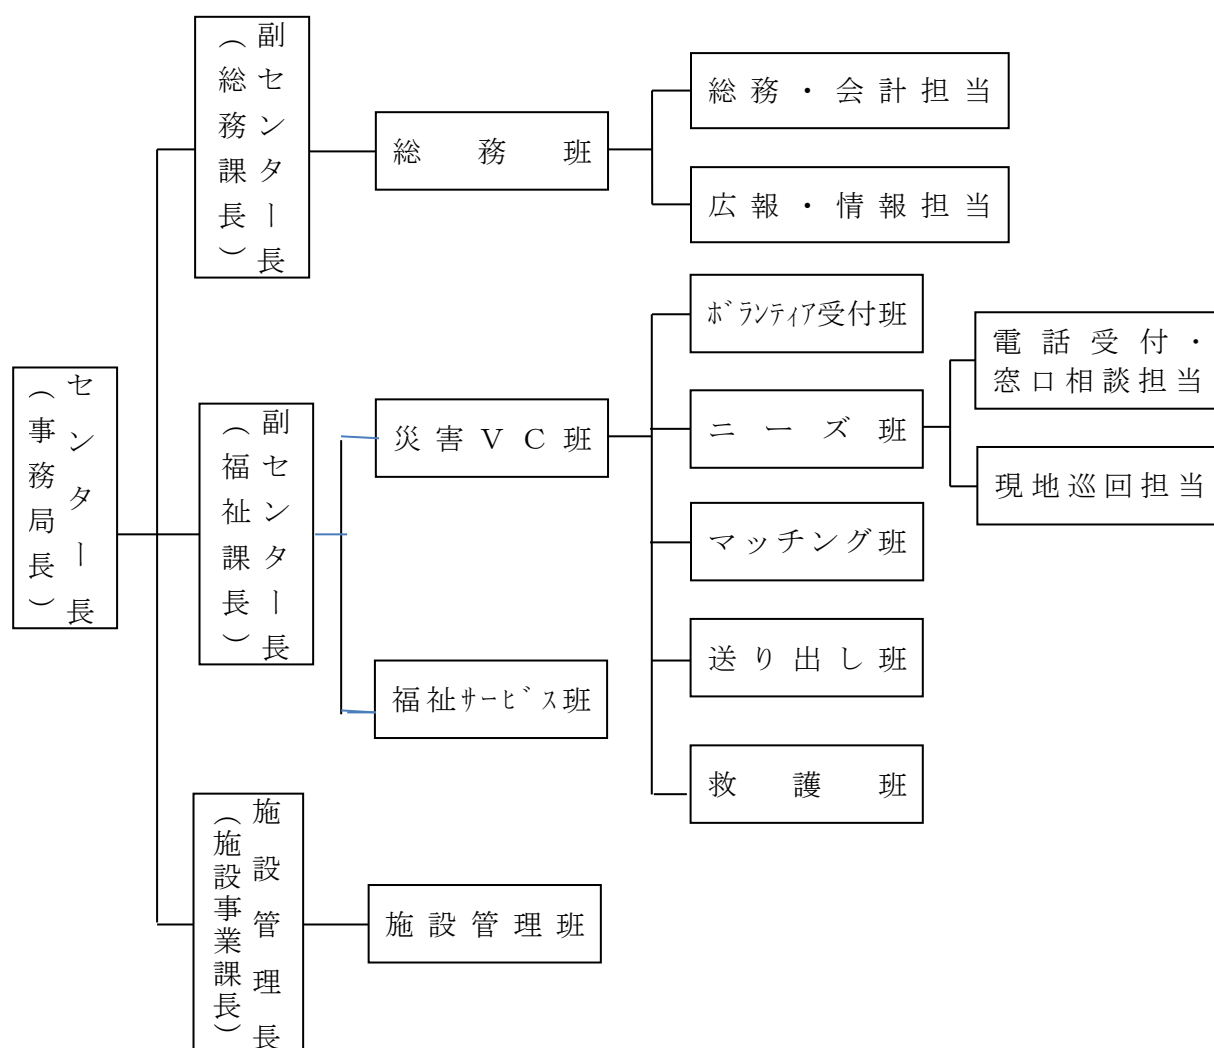 センター長
（事務局長）
副センター長
（総務課長）
総務班
総務・会計担当
広報・情報担当
副センター長
（福祉課長）
災害ＶＣ班
ﾎﾞﾗﾝﾃｨｱ受付班
ニーズ班
電話受付・
窓口相談担当
現地巡回担当
マッチング班
送り出し班
救護班
福祉ｻｰﾋﾞｽ班
施設管理長
（施設事業課長）
施設管理班